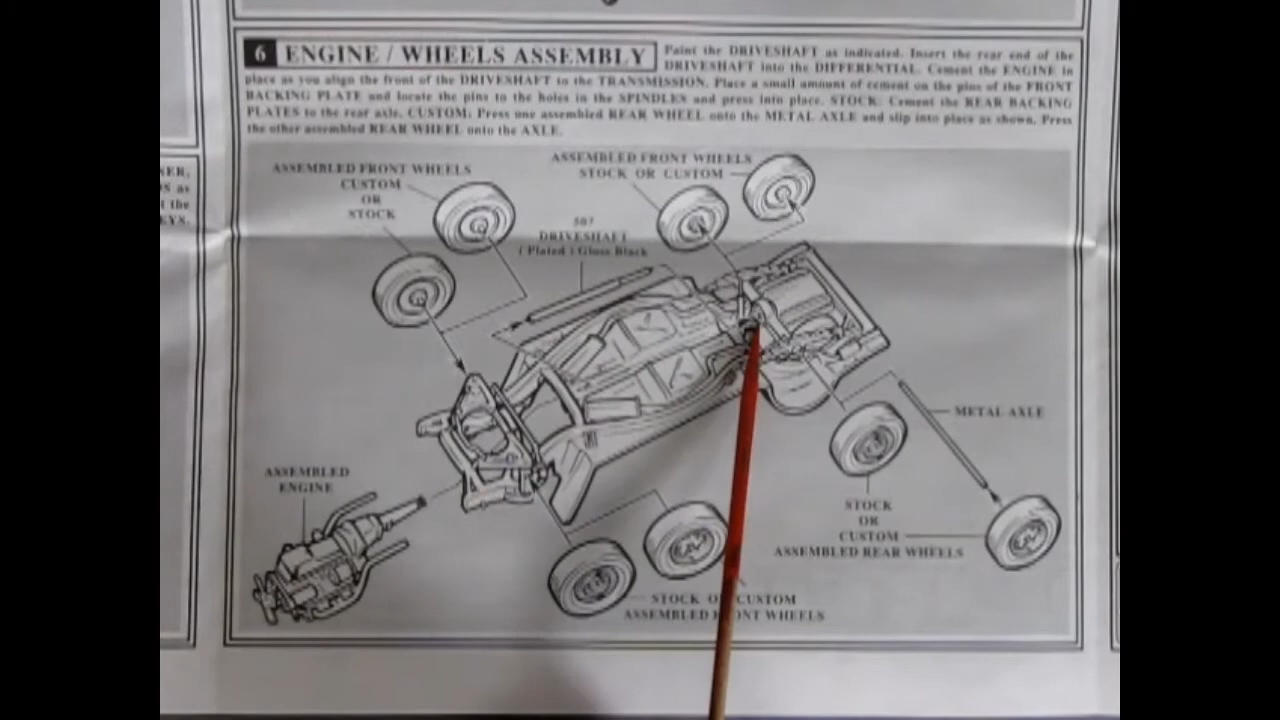 6 ENGINE / WHEELS ASSEMBLY
Paint the DRIVESHAFT as indicated. Insert the rear end of the
DRIVESHAFT into the DIFFERENTIAL. Cement the ENGINE in
place as you align the front of the DRIVESHAFT to the TRANSMISSION. Place a small amount of cement on the pins of the FRONT
BACKING PLATE and locate the pins to the holes in the SPINDLES and press into place. STOCK: Cement the REAR BACKING
PLATES to the rear axle. CUSTOM: Press one assembled REAR WHEEL onto the METAL AXLE and slip into place as shown. Press
the other assembled REAR WHEEL onto the AXLE.
ASSEMBLED FRONT WHEELS
CUSTOM
OR
STOCK
ASSEMBLED FRONT WHEELS
STOCK OR CUSTOM
507
DRIVESHAFT
( Plated ) Gloss Black
METAL AXLE
ASSEMBLED
ENGINE
STOCK
OR
CUSTOM
ASSEMBLED REAR WHEELS
STOCK OR CUSTOM
ASSEMBLED FRONT WHEELS
as
the